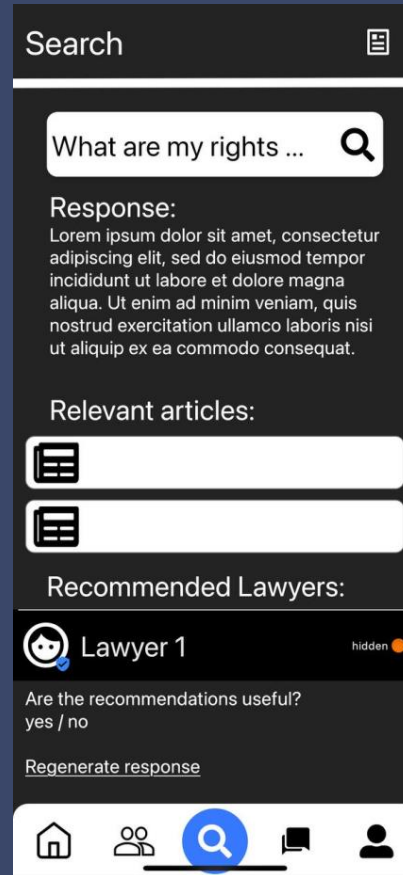 Search
What are my rights ...
Response:
Lorem ipsum dolor sit amet, consectetur
adipiscing elit, sed do eiusmod tempor
incididunt ut labore et dolore magna
aliqua. Ut enim ad minim veniam, quis
nostrud exercitation ullamco laboris nisi
ut aliquip ex ea commodo consequat.
Relevant articles:
Recommended Lawyers:
Lawyer 1
hidden
Are the recommendations useful?
yes / no
Regenerate response